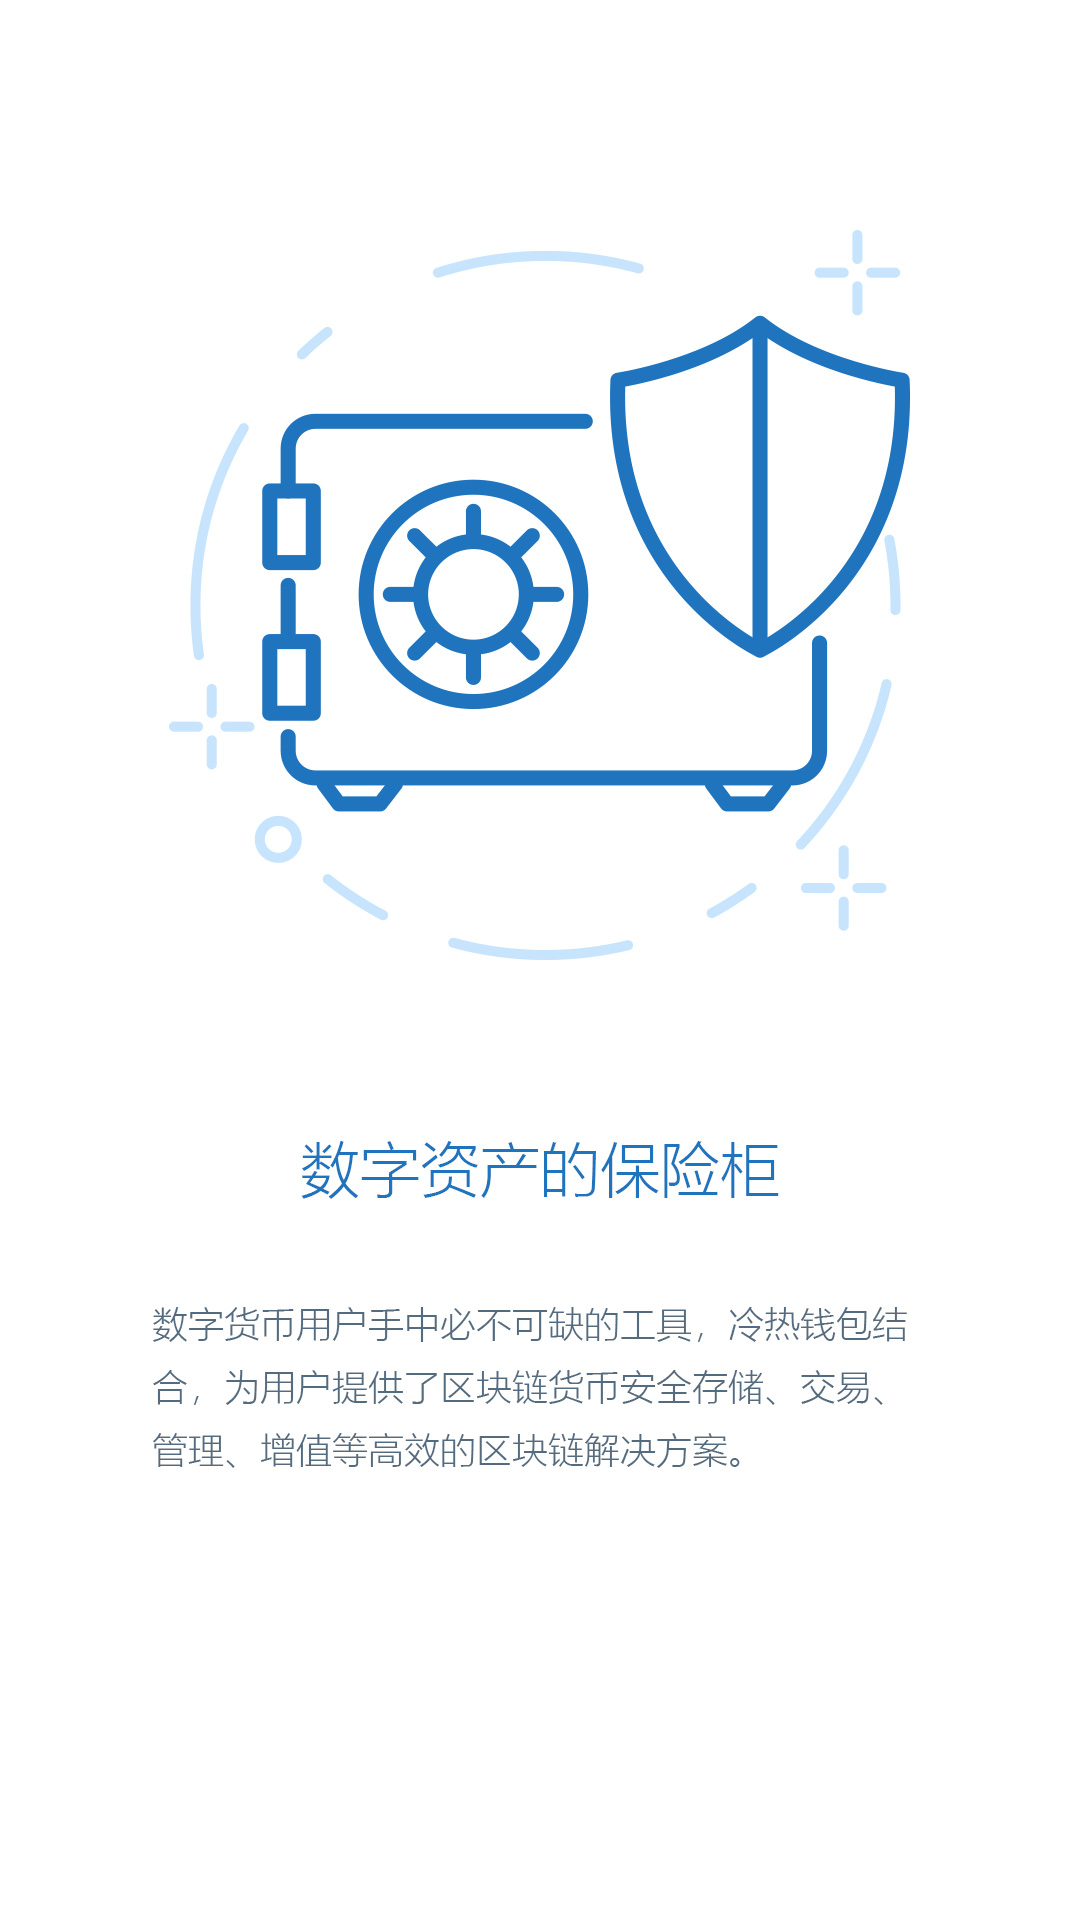 数字资产的保险柜
数字货币用户手中必不可缺的工具，冷热钱包结
合，为用户提供了区块链货币安全存储、交易、
管理、增值等高效的区块链解决方案。